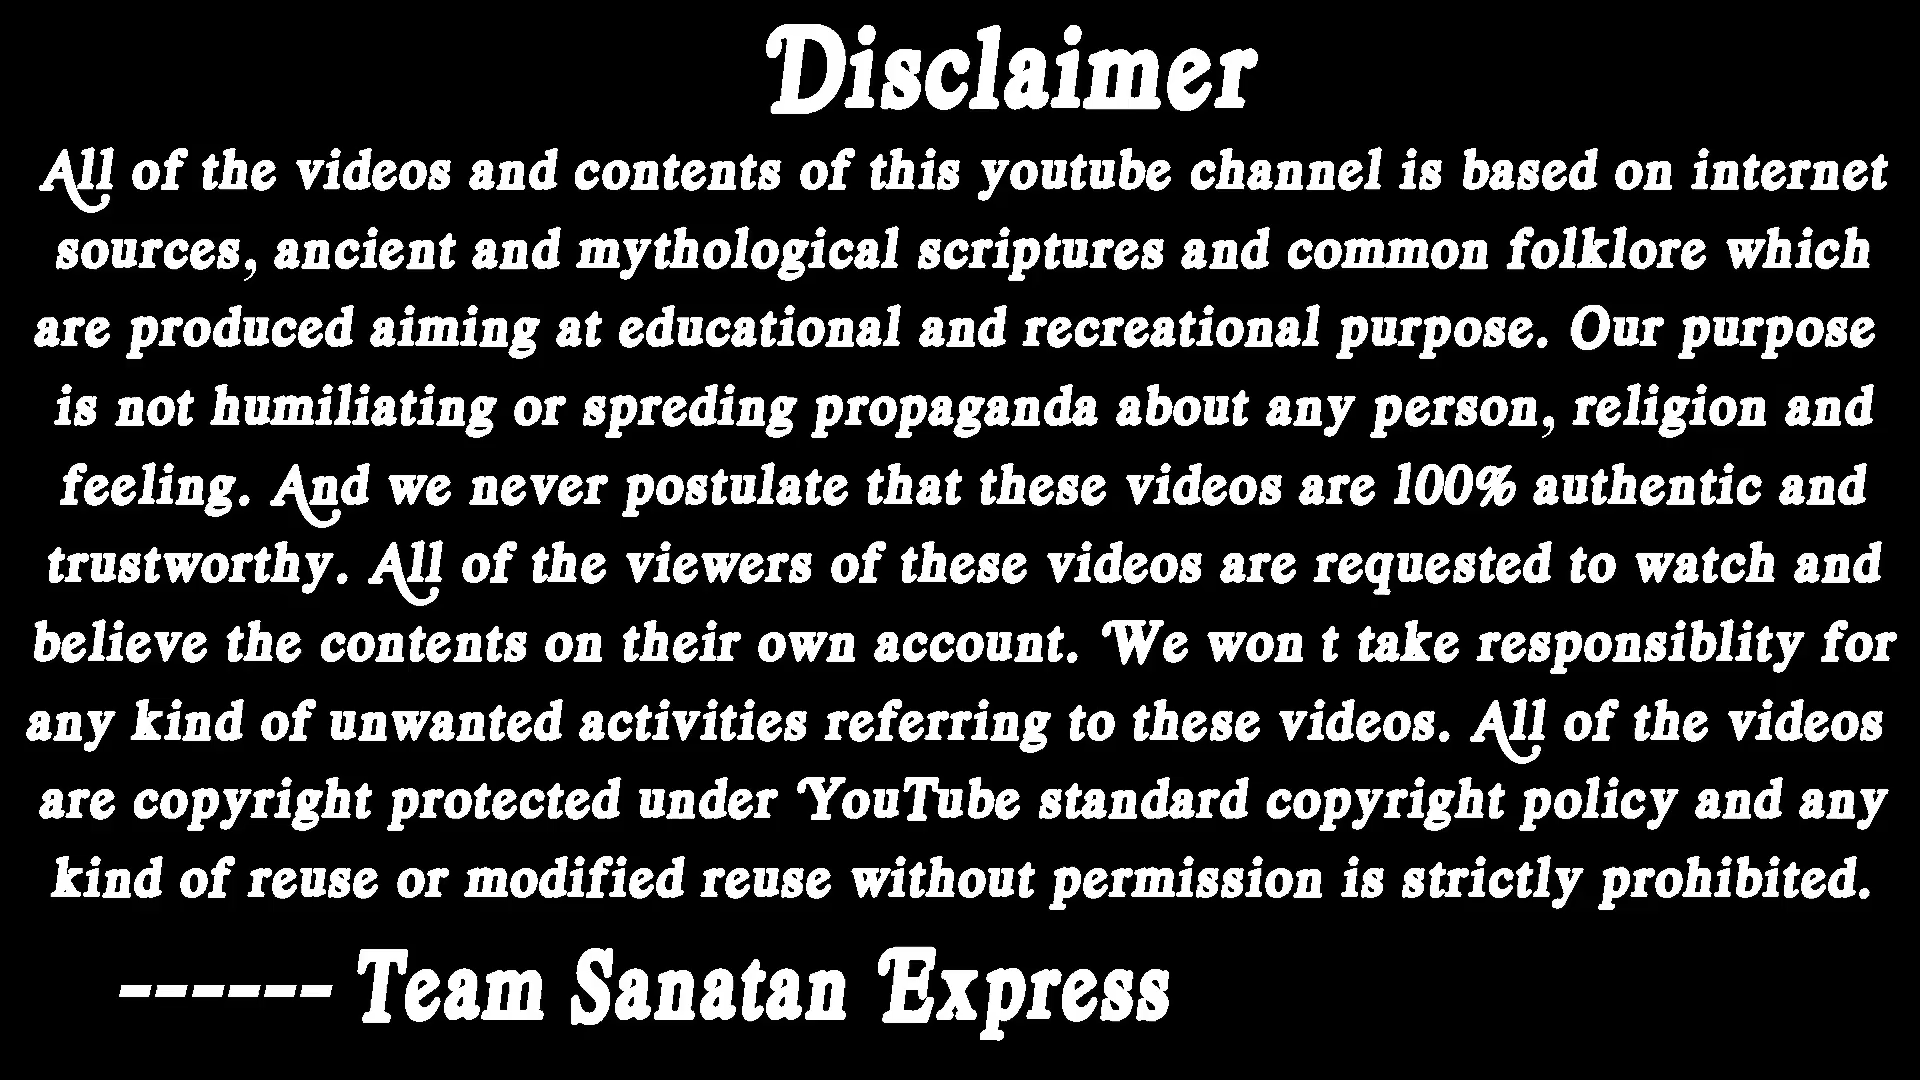 Disclaimer
All of the videos and contents of this youtube channel is based on internet
sources, ancient and mythological scriptures and common folklore which
are produced aiming at educational and recreational purpose. Our purpose
is not humiliating or spreding propaganda about any person, religion and
feeling. And we never postulate that these videos are 100% authentic and
trustworthy. All of the viewers of these videos are requested to watch and
believe the contents on their own account. We won t take responsiblity for
any kind of unwanted activities referring to these videos. All of the videos
are copyright protected under YouTube standard copyright policy and any
kind of reuse or modified reuse without permission is strictly prohibited.
------ Team Sanatan Express